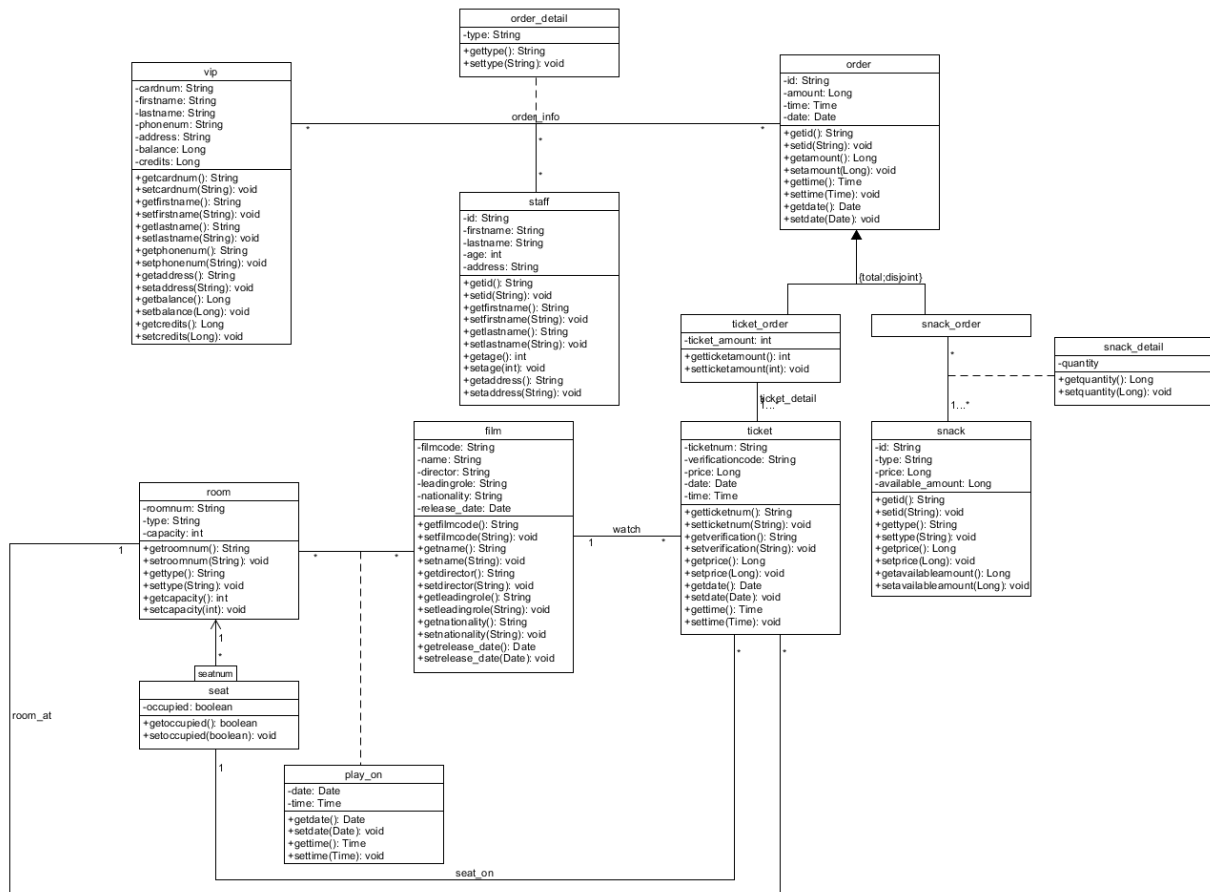 order_detail
-type: String
+gettype(): String
+settype(String): void
vip
-cardnum: String
-firstname: String
-lastname: String
-phonenum: String
-address: String
-balance: Long
-credits: Long
+getcardnum(): String
+setcardnum(String): void
+getfirstname(): String
+setfirstname(String): void
+getlastname(): String
+setlastname(String): void
+getphonenum(): String
+setphonenum(String): void
+getaddress(): String
+setaddress(String): void
+getbalance(): Long
+setbalance(Long): void
+getcredits(): Long
+setcredits(Long): void
order
-id: String
-amount: Long
-time: Time
-date: Date
+getid(): String
+setid(String): void
+getamount(): Long
+setamount(Long): void
+gettime(): Time
+settime(Time): void
+getdate(): Date
+setdate(Date): void
order_info
*
*
*
*
staff
-id: String
-firstname: String
-lastname: String
-age: int
-address: String
+getid(): String
+setid(String): void
+getfirstname(): String
+setfirstname(String): void
+getlastname(): String
+setlastname(String): void
+getage(): int
+setage(int): void
+getaddress(): String
+setaddress(String): void
{total;disjoint}
ticket_order
-ticket_amount: int
+getticketamount(): int
+setticketamount(int): void
snack_order
*
1...*
snack_detail
-quantity
+getquantity(): Long
+setquantity(Long): void
ticket_detail
1...*
film
-filmcode: String
-name: String
-director: String
-leadingrole: String
-nationality: String
-release_date: Date
+getfilmcode(): String
+setfilmcode(String): void
+getname(): String
+setname(String): void
+getdirector(): String
+setdirector(String): void
+getleadingrole(): String
+setleadingrole(String): void
+getnationality(): String
+setnationality(String): void
+getrelease_date(): Date
+setrelease_date(Date): void
watch
1
*
ticket
-ticketnum: String
-verificationcode: String
-price: Long
-date: Date
-time: Time
+getticketnum(): String
+setticketnum(String): void
+getverification(): String
+setverification(String): void
+getprice(): Long
+setprice(Long): void
+getdate(): Date
+setdate(Date): void
+gettime(): Time
+settime(Time): void
*
*
snack
-id: String
-type: String
-price: Long
-available_amount: Long
+getid(): String
+setid(String): void
+gettype(): String
+settype(String): void
+getprice(): Long
+setprice(Long): void
+getavailableamount(): Long
+setavailableamount(Long): void
room
-roomnum: String
-type: String
-capacity: int
+getroomnum(): String
+setroomnum(String): void
+gettype(): String
+settype(String): void
+getcapacity(): int
+setcapacity(int): void
1
*
*
1
*
seatnum
seat
-occupied: boolean
+getoccupied(): boolean
+setoccupied(boolean): void
room_at
1
play_on
-date: Date
-time: Time
+getdate(): Date
+setdate(Date): void
+gettime(): Time
+settime(Time): void
seat_on